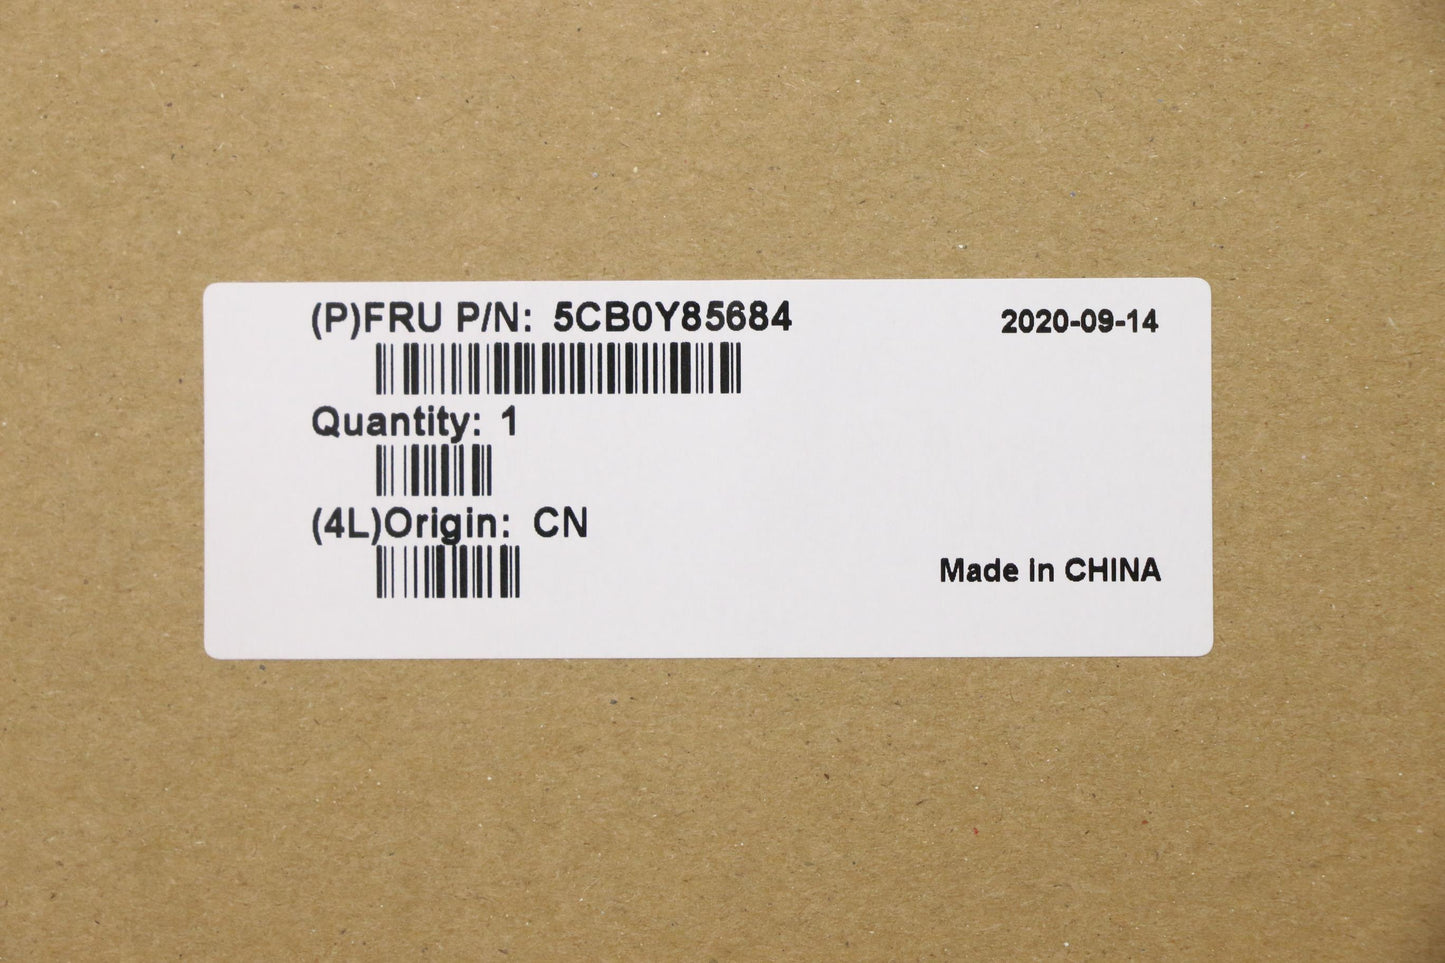 (P)FRU P/N: 5CB0Y85684
2020-09-14
Quantity: 1
(4L)Origin: CN
Made in CHINA